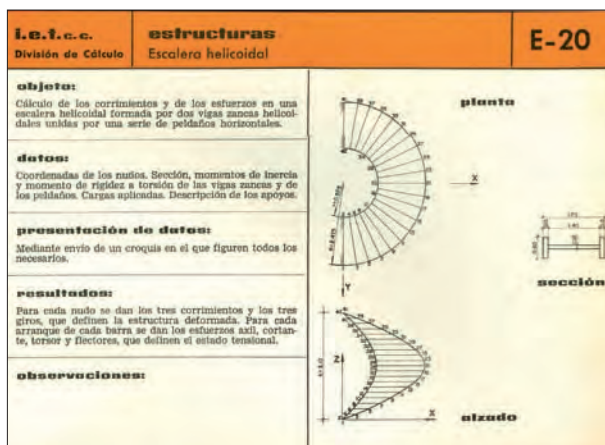 i.e.t.c.c.
División de Cálculo
estructuras
Escalera helicoidal
E-20
objeto:
Cálculo de los corrimientos y de los esfuerzos en una
escalera helicoidal formada por dos vigas zancas helicoi-
dales unidas por una serie de peldaños horizontales.
datos:
Coordenadas de los nudos. Sección, momentos de inercia
y momento de rigidez a torsión de las vigas zancas y de
los peldaños. Cargas aplicadas. Descripción de los apoyos.
presentación de datos:
Mediante envío de un croquis en el que figuren todos los
necesarios.
resultados:
Para cada nudo se dan los tres corrimientos y los tres
giros, que definen la estructura deformada. Para cada
arranque de cada barra se dan los esfuerzos axil, cortan-
te, torsor y flectores, que definen el estado tensional.
observaciones:
planta
X
Y
sección
Z
X
alzado